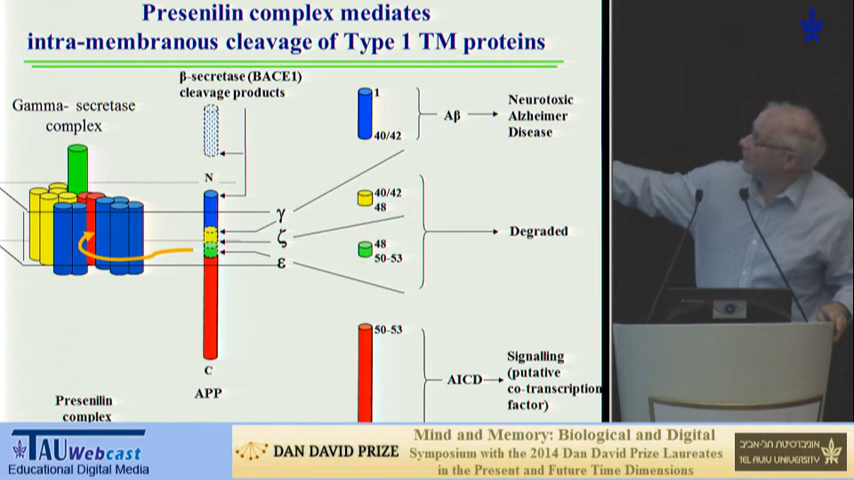 Presenilin complex mediates
intra-membranous cleavage of Type 1 TM proteins
β-secretase (BACE1)
cleavage products
Gamma- secretase
complex
1
40/42
Aβ
Neurotoxic
Alzheimer
Disease
N
γ
ζ
ε
40/42
48
48
50-53
Degraded
50-53
C
APP
AICD
Signalling
(putative
co-transcription
factor)
Presenilin
complex
TAUWebcast
Educational Digital Media
DAN DAVID PRIZE
Mind and Memory: Biological and Digital
Symposium with the 2014 Dan David Prize Laureates
in the Present and Future Time Dimensions
אוניברסיטת תל-אביב
TEL AVIV UNIVERSITY